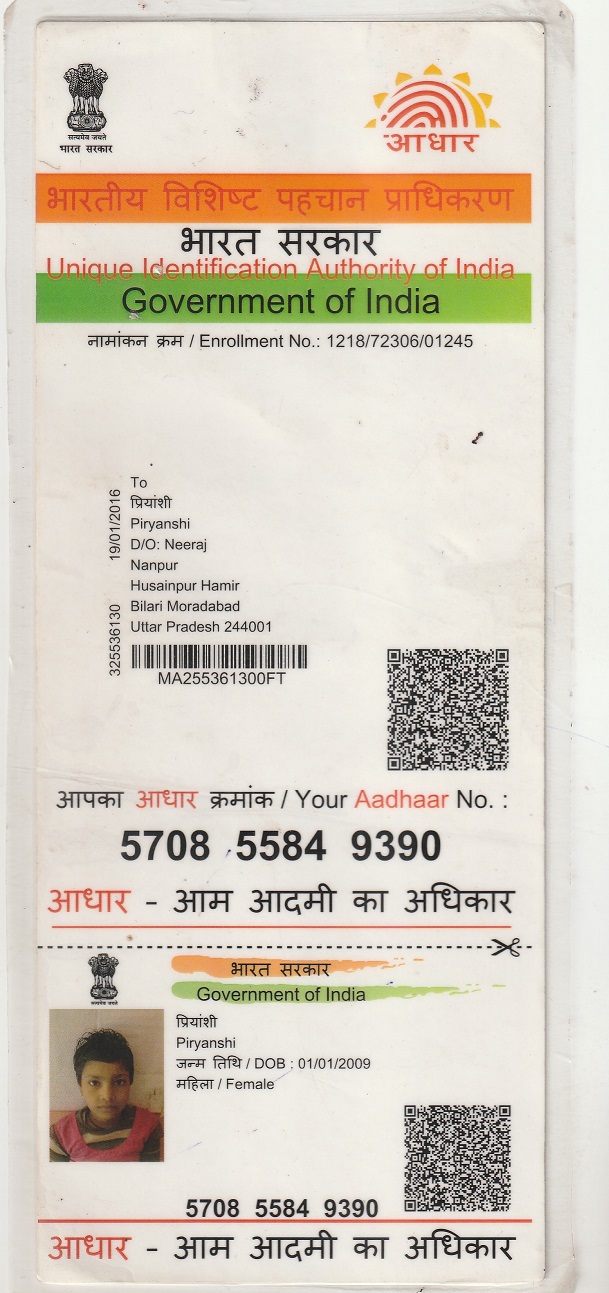 सत्यमेव जयते
भारत सरकार
आधार
भारतीय विशिष्ट पहचान प्राधिकरण
भारत सरकार
Unique Identification Authority of India
Government of India
नामांकन क्रम / Enrollment No.: 1218/72306/01245
To
प्रियांशी
Piryanshi
D/O: Neeraj
Nanpur
Husainpur Hamir
Bilari Moradabad
Uttar Pradesh 244001
19/01/2016
325536130
MA255361300FT
आपका आधार क्रमांक / Your Aadhaar No. :
5708 5584 9390
आधार - आम आदमी का अधिकार
भारत सरकार
Government of India
प्रियांशी
Piryanshi
जन्म तिथि / DOB : 01/01/2009
महिला / Female
5708 5584 9390
आधार - आम आदमी का अधिकार